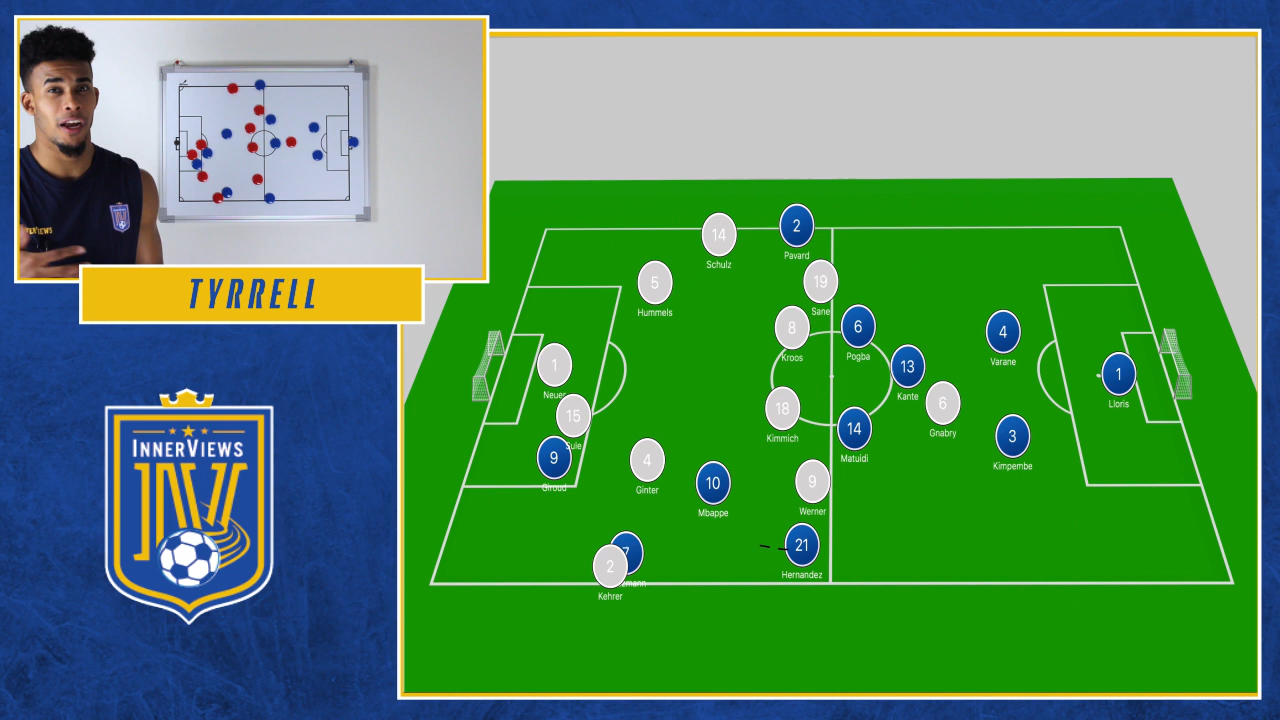 TYRRELL
INNERVIEWS
IV
14
Schulz
2
Pavard
5
Hummels
19
Sane
8
Kroos
6
Pogba
4
Varane
1
Neuer
13
Kante
1
Lloris
15
Sule
6
Gnabry
18
Kimmich
14
Matuidi
3
Kimpembe
9
Giroud
4
Ginter
10
Mbappe
9
Werner
21
Hernandez
7
2
Kehrer